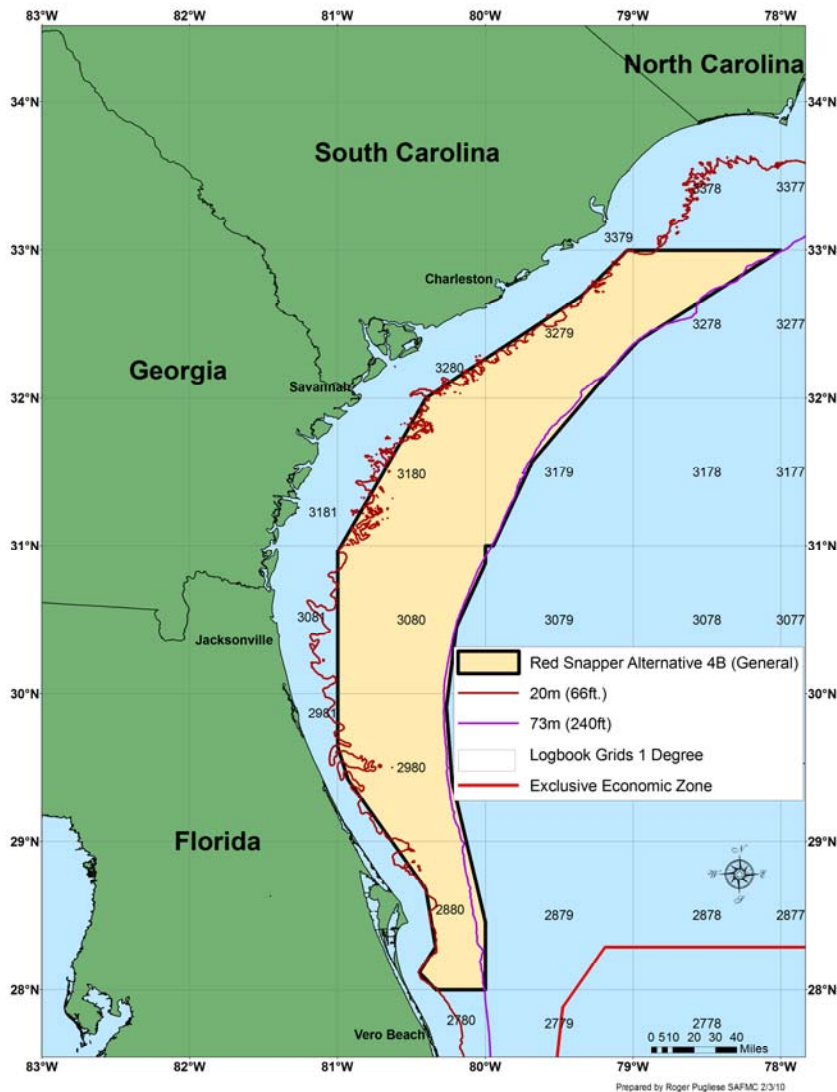 83°W 82°W 81°W 80°W 79°W 78°W
North Carolina
34°N 34°N
South Carolina
3378 3377
3379
33°N 33°N
Charleston
3279 3278 3277
Georgia
3280
Savannah
32°N 32°N
3180 3179 3178 3177
3181
31°N 31°N
3081 3080 3079 3078 3077
Jacksonville
Red Snapper Alternative 4B (General)
30°N 30°N
20m (66ft.)
2981
73m (240ft)
2980
Logbook Grids 1 Degree
Exclusive Economic Zone
29°N 29°N
Florida
N
W E
S
2880 2879 2878 2877
28°N 28°N
2780 2779 2778
Vero Beach
0 510 20 30 40
Miles
83°W 82°W 81°W 80°W 79°W 78°W
Prepared by Roger Pugliese SAFMC 2/3/10